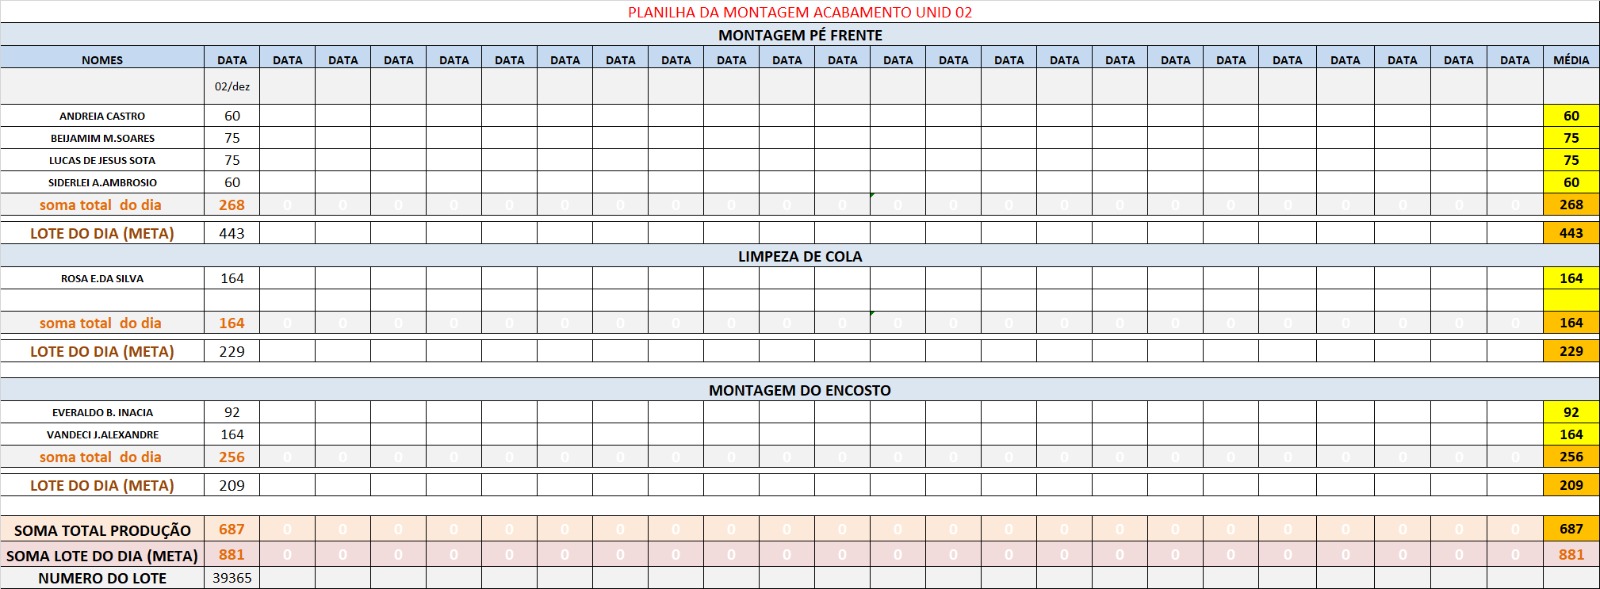 PLANILHA DA MONTAGEM ACABAMENTO UNID 02
MONTAGEM PÉ FRENTE
NOMES DATA DATA DATA DATA DATA DATA DATA DATA DATA DATA DATA DATA DATA DATA DATA DATA DATA DATA DATA DATA DATA DATA DATA DATA MÉDIA
02/dez
ANDREIA CASTRO 60 60
BEIJAMIM M.SOARES 75 75
LUCAS DE JESUS SOTA 75 75
SIDERLEI A.AMBROSIO 60 60
soma total do dia 268 0 0 0 0 0 0 0 0 0 0 0 0 0 0 0 0 0 0 0 0 0 0 0 268
LOTE DO DIA (META) 443 443
LIMPEZA DE COLA
ROSA E.DA SILVA 164 164
soma total do dia 164 0 0 0 0 0 0 0 0 0 0 0 0 0 0 0 0 0 0 0 0 0 0 0 164
LOTE DO DIA (META) 229 229
MONTAGEM DO ENCOSTO
EVERALDO B. INACIA 92 92
VANDECI J.ALEXANDRE 164 164
soma total do dia 256 0 0 0 0 0 0 0 0 0 0 0 0 0 0 0 0 0 0 0 0 0 0 0 256
LOTE DO DIA (META) 209 209
SOMA TOTAL PRODUÇÃO 687 0 0 0 0 0 0 0 0 0 0 0 0 0 0 0 0 0 0 0 0 0 0 0 687
SOMA LOTE DO DIA (META) 881 0 0 0 0 0 0 0 0 0 0 0 0 0 0 0 0 0 0 0 0 0 0 0 881
NUMERO DO LOTE 39365